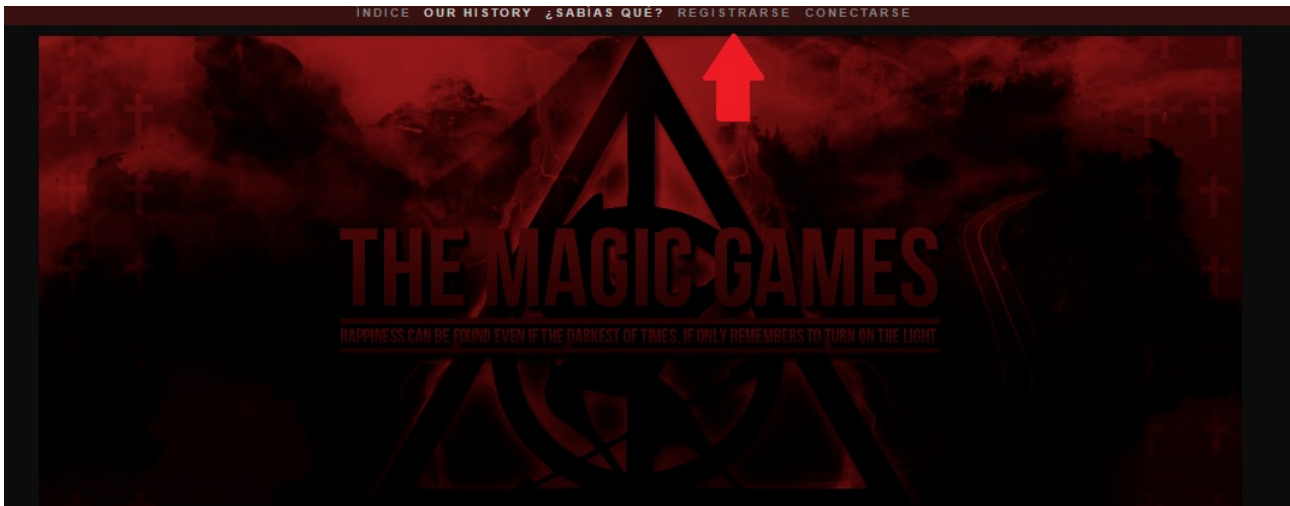 ÍNDICE OUR HISTORY ¿SABÍAS QUÉ? REGISTRARSE CONECTARSE
THE MAGIC GAMES
HAPPINESS CAN BE FOUND EVEN IF THE DARKEST OF TIMES, IF ONLY REMEMBERS TO TURN ON THE LIGHT.